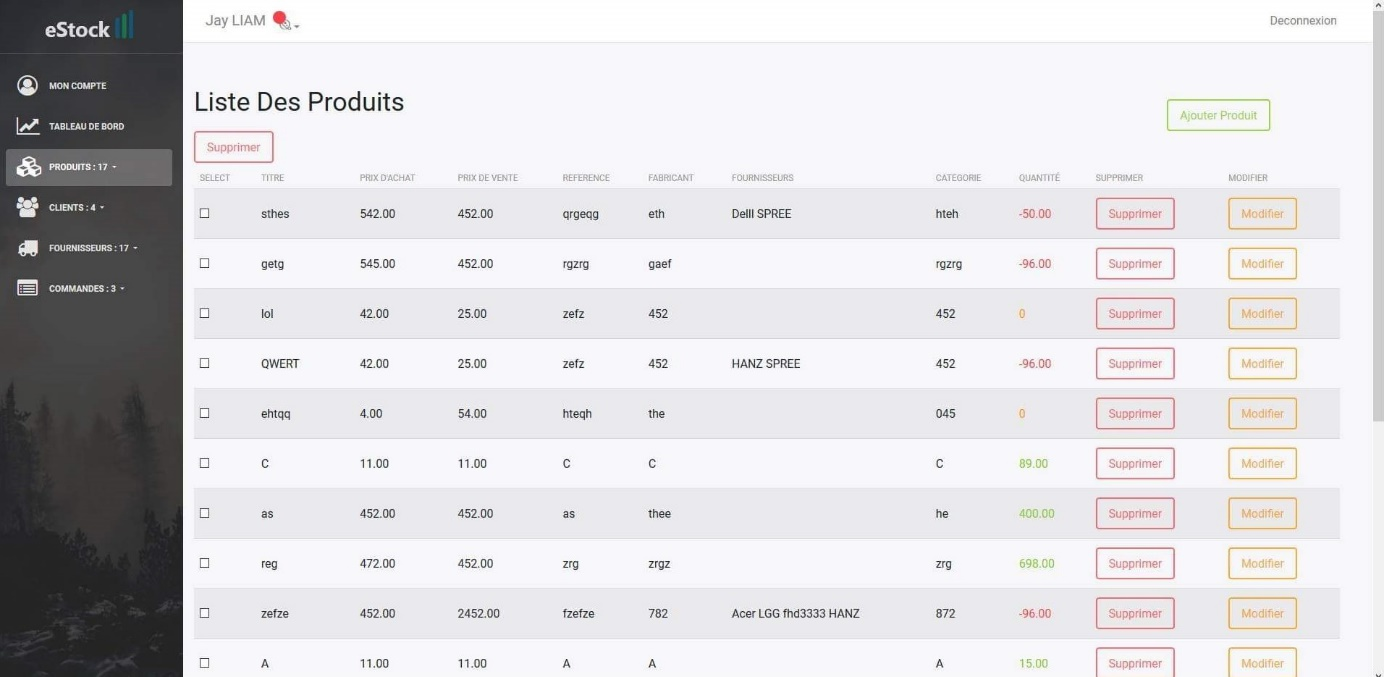 eStock
Jay LIAM
Deconnexion
MON COMPTE
TABLEAU DE BORD
PRODUITS : 17
CLIENTS : 4
FOURNISSEURS : 17
COMMANDES : 3
Liste Des Produits
Ajouter Produit
Supprimer
SELECT TITRE PRIX D'ACHAT PRIX DE VENTE REFERENCE FABRICANT FOURNISSEURS CATEGORIE QUANTITÉ SUPPRIMER MODIFIER
sthes 542.00 452.00 qrgeqg eth Delll SPREE hteh -50.00 Supprimer Modifier
getg 545.00 452.00 rgzrg gaef rgzrg -96.00 Supprimer Modifier
lol 42.00 25.00 zefz 452 452 0 Supprimer Modifier
QWERT 42.00 25.00 zefz 452 HANZ SPREE 452 -96.00 Supprimer Modifier
ehtqq 4.00 54.00 hteqh the 045 0 Supprimer Modifier
C 11.00 11.00 C C C 89.00 Supprimer Modifier
as 452.00 452.00 as thee he 400.00 Supprimer Modifier
reg 472.00 452.00 zrg zrgz zrg 698.00 Supprimer Modifier
zefze 452.00 2452.00 fzefze 782 Acer LGG fhd3333 HANZ 872 -96.00 Supprimer Modifier
A 11.00 11.00 A A A 15.00 Supprimer Modifier